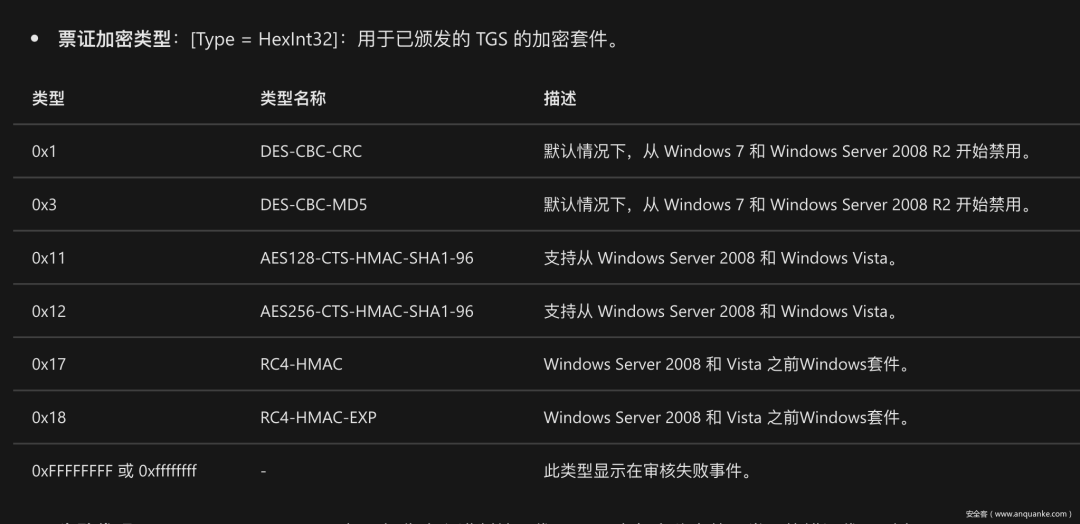 • 票证加密类型：[Type = HexInt32]：用于已颁发的 TGS 的加密套件。
类型 类型名称 描述
0x1 DES-CBC-CRC 默认情况下，从 Windows 7 和 Windows Server 2008 R2 开始禁用。
0x3 DES-CBC-MD5 默认情况下，从 Windows 7 和 Windows Server 2008 R2 开始禁用。
0x11 AES128-CTS-HMAC-SHA1-96 支持从 Windows Server 2008 和 Windows Vista。
0x12 AES256-CTS-HMAC-SHA1-96 支持从 Windows Server 2008 和 Windows Vista。
0x17 RC4-HMAC Windows Server 2008 和 Vista 之前Windows套件。
0x18 RC4-HMAC-EXP Windows Server 2008 和 Vista 之前Windows套件。
0xFFFFFFFF 或 0xffffffff - 此类型显示在审核失败事件。
安全客（www.anquanke.com）